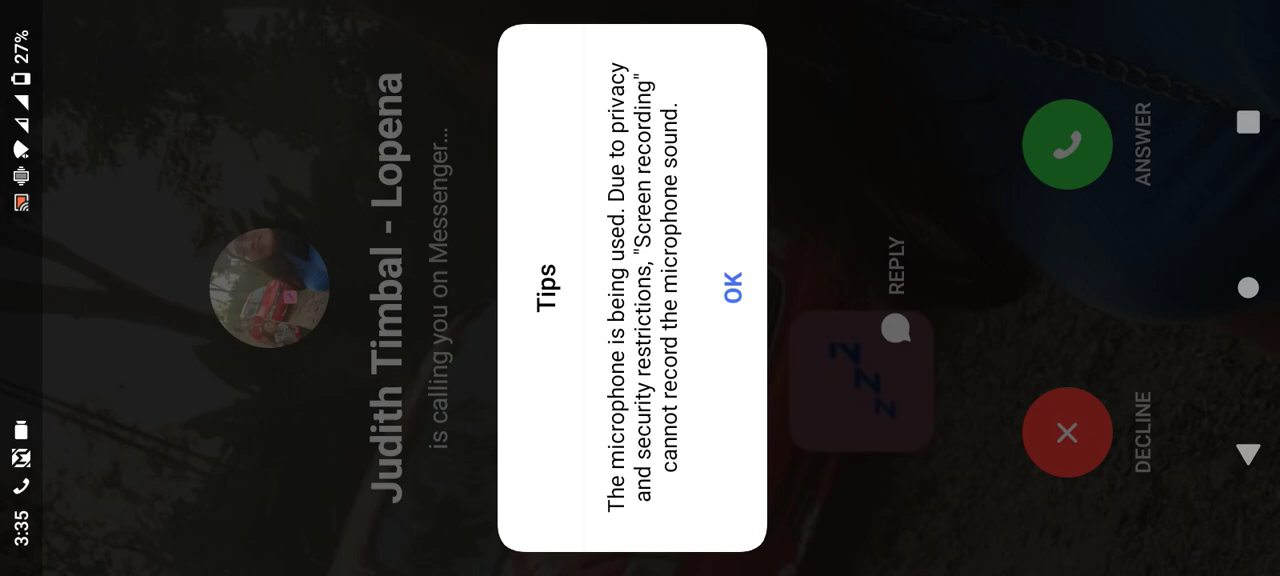 3:35 27%
Judith Timbal - Lopena
is calling you on Messenger...
Tips
The microphone is being used. Due to privacy
and security restrictions, "Screen recording"
cannot record the microphone sound.
OK
zzz
REPLY
DECLINE ANSWER